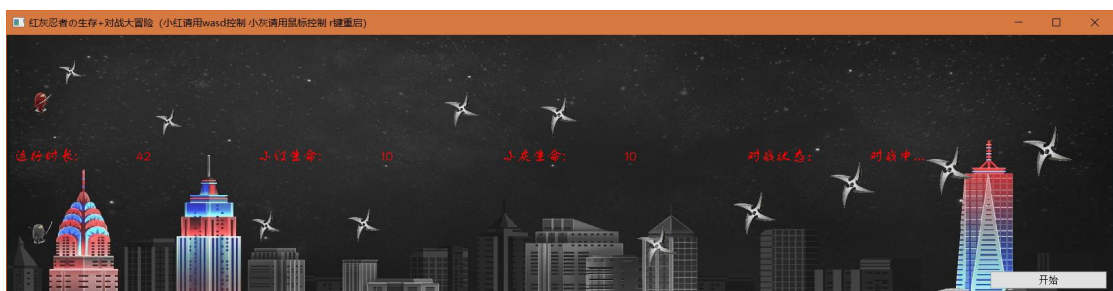 红灰忍者の生存+对战大冒险 (小红请用wasd控制 小灰请用鼠标控制 r键重启)
运行时长: 42 小红生命: 10 小灰生命: 10 对战状态: 对战中...
开始